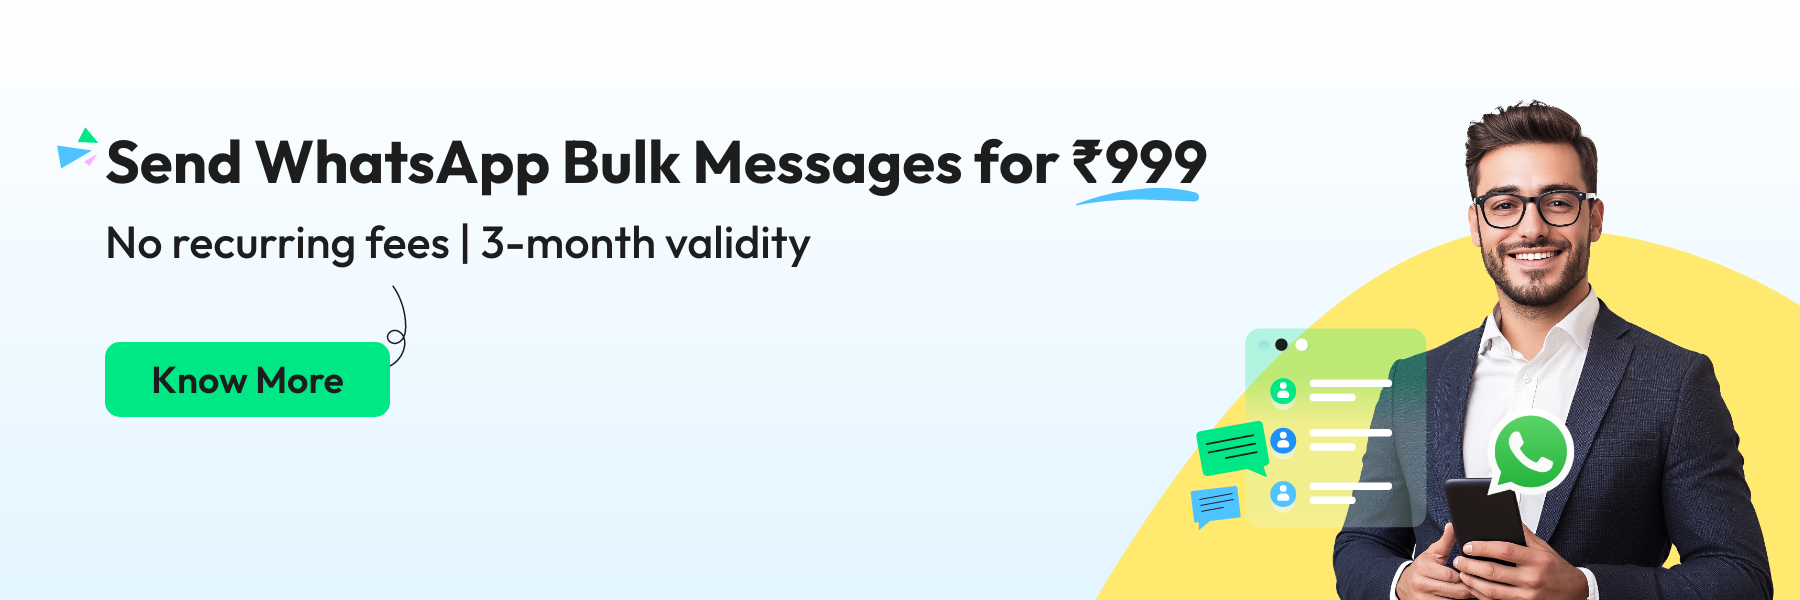 Send WhatsApp Bulk Messages for ₹999
No recurring fees | 3-month validity
Know More